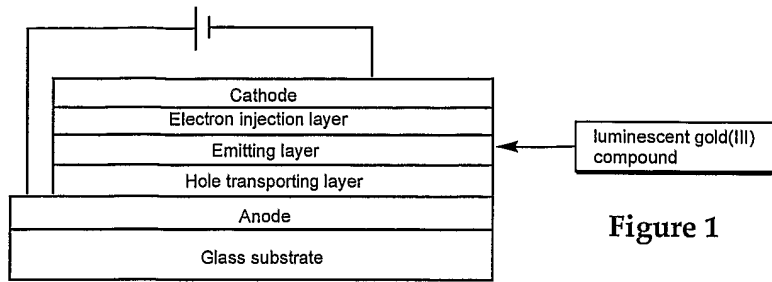 Cathode
Electron injection layer
Emitting layer
Hole transporting layer
Anode
Glass substrate
luminescent gold(III)
compound
Figure 1